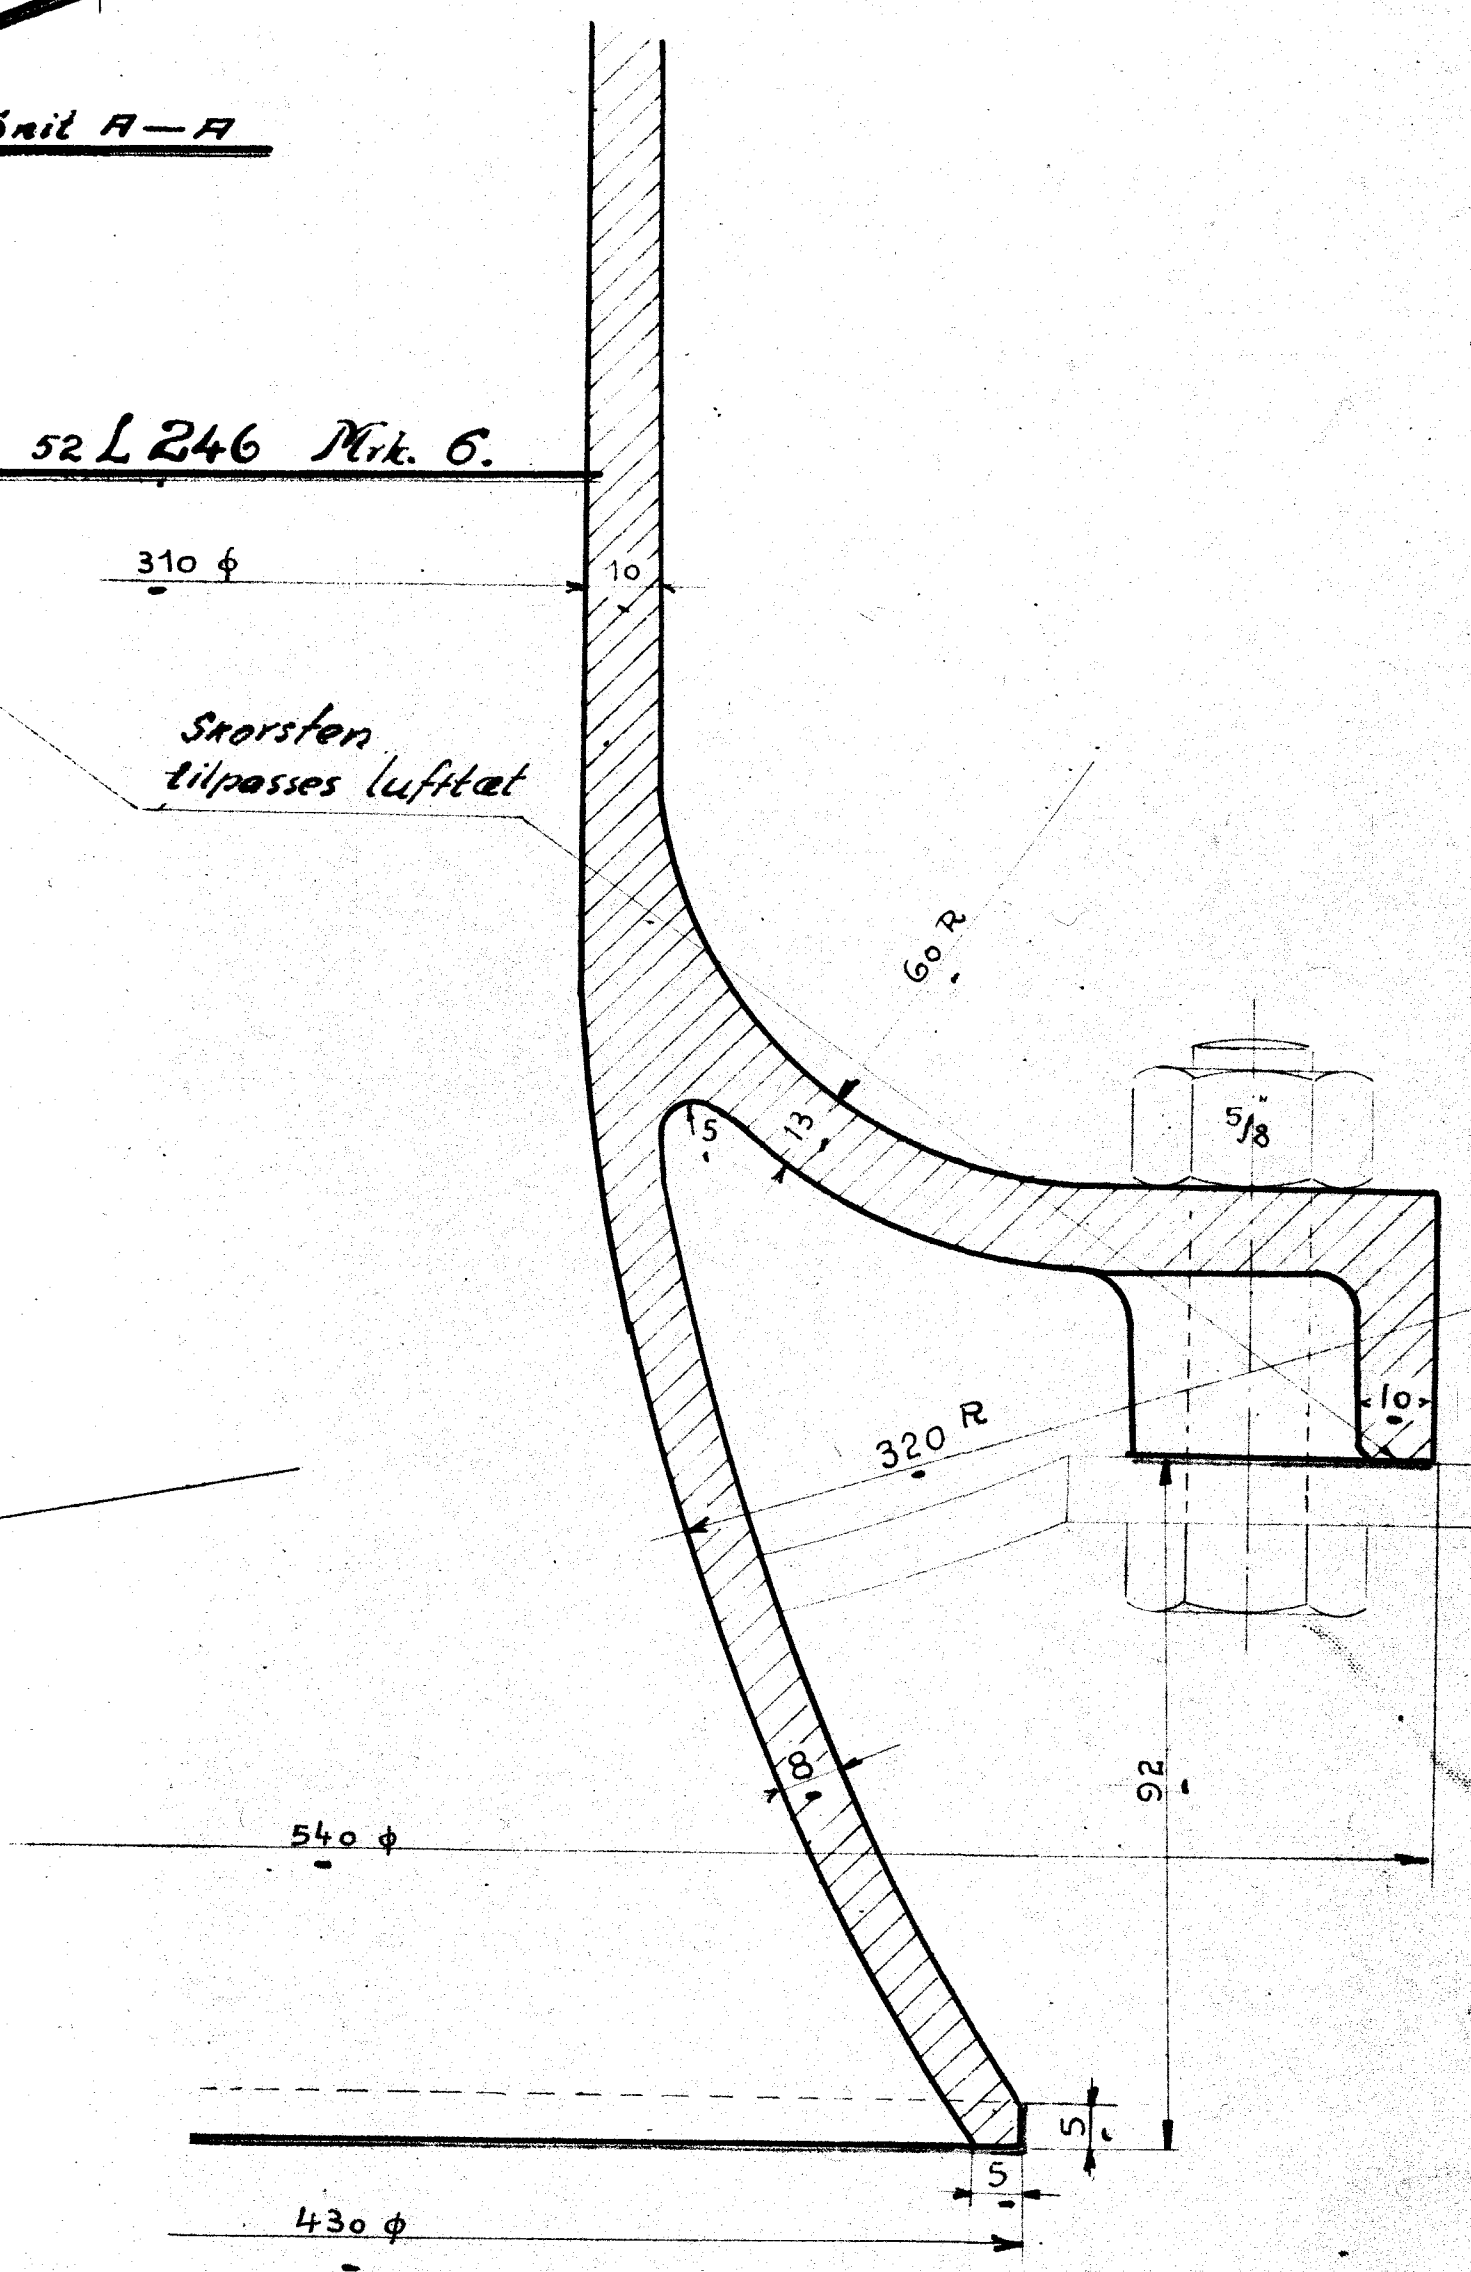 Snit A—A
52 L 246 Mrk. 6.
310 ϕ
10
Skorsten
tilpasses lufttæt
60 R
5
13
5/8"
10
320 R
8
92
540 ϕ
5
5
430 ϕ